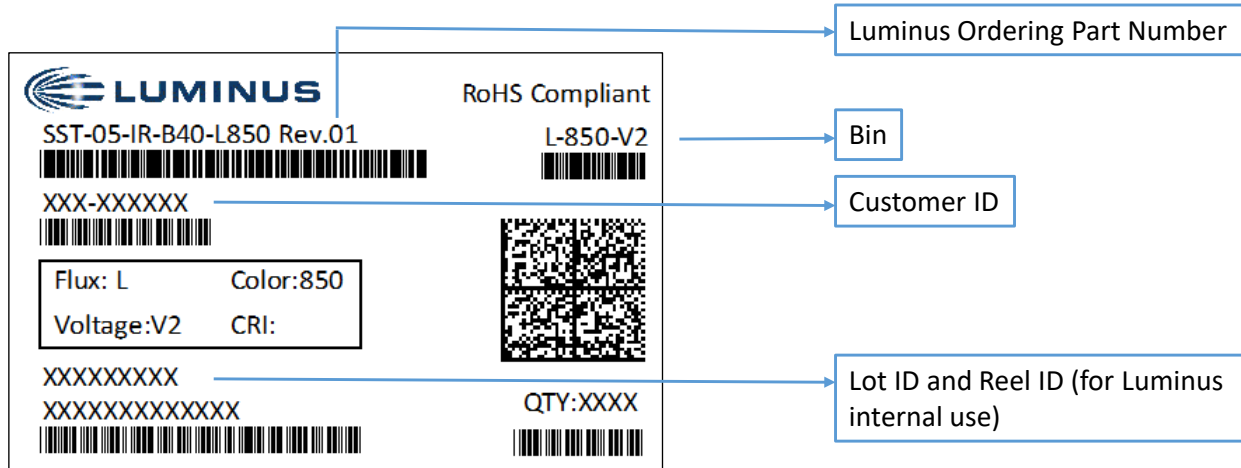 Luminus Ordering Part Number
LUMINUS
RoHS Compliant
SST-05-IR-B40-L850 Rev.01
L-850-V2
Bin
XXX-XXXXXX
Customer ID
Flux: L Color:850
Voltage:V2 CRI:
XXXXXXXXX
Lot ID and Reel ID (for Luminus
internal use)
XXXXXXXXXXXXX
QTY:XXXX